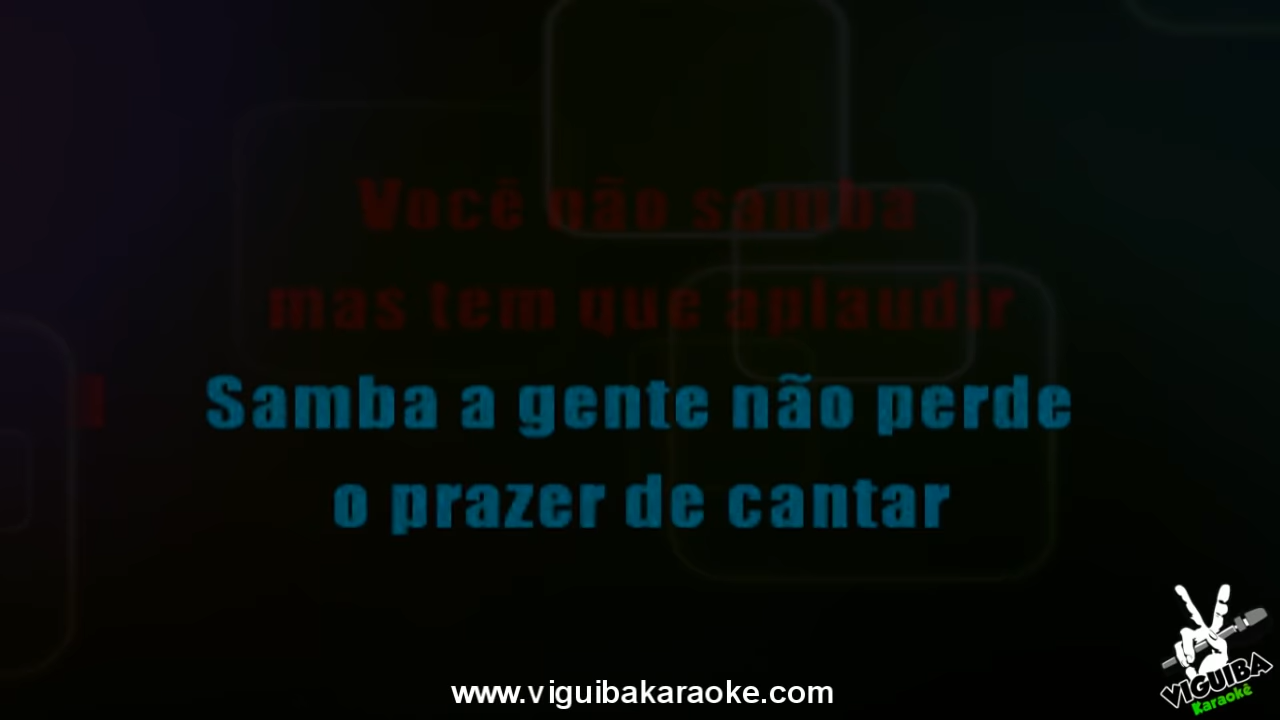 Você não samba
mas tem que aplaudir
Samba a gente não perde
o prazer de cantar
www.viguibakaraoke.com
VIGUIBA
Karaokê